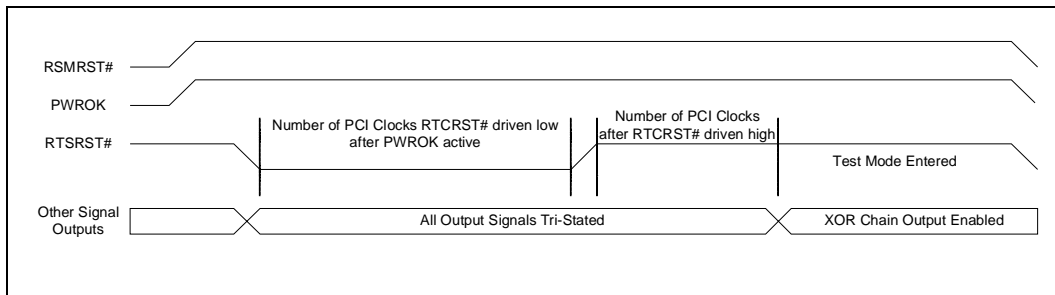 RSMRST#
PWROK
Number of PCI Clocks RTCRST# driven low
after PWROK active
Number of PCI Clocks
after RTCRST# driven high
RTSRST#
Test Mode Entered
Other Signal
Outputs
All Output Signals Tri-Stated
XOR Chain Output Enabled